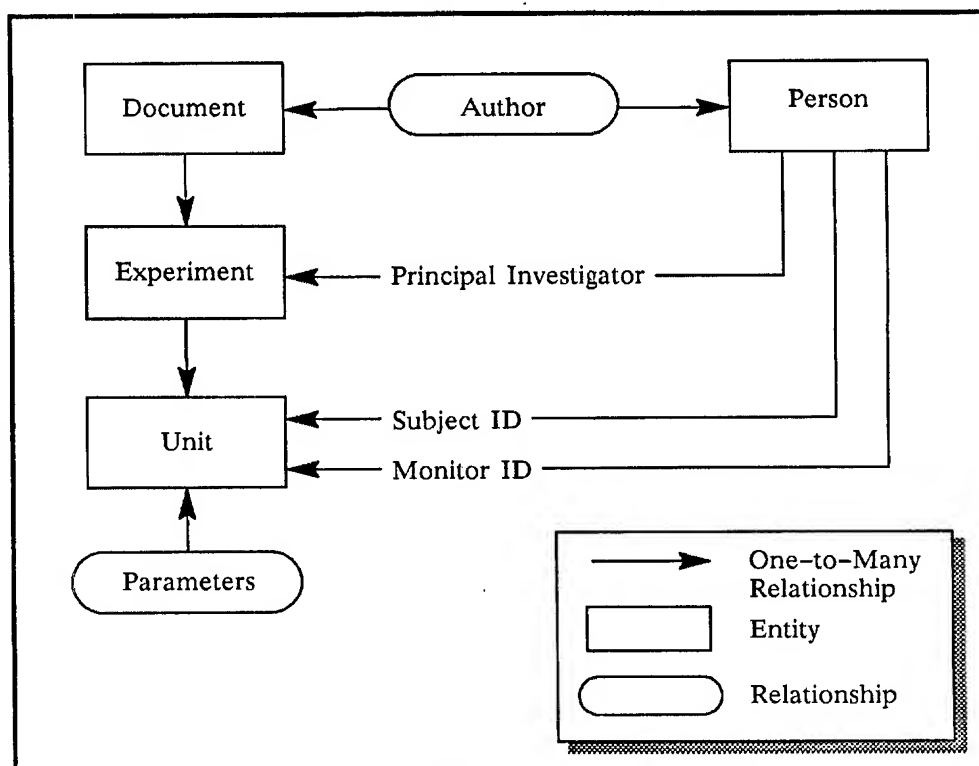 Document
Author
Person
Experiment
Principal Investigator
Unit
Subject ID
Monitor ID
Parameters
One-to-Many
Relationship
Entity
Relationship